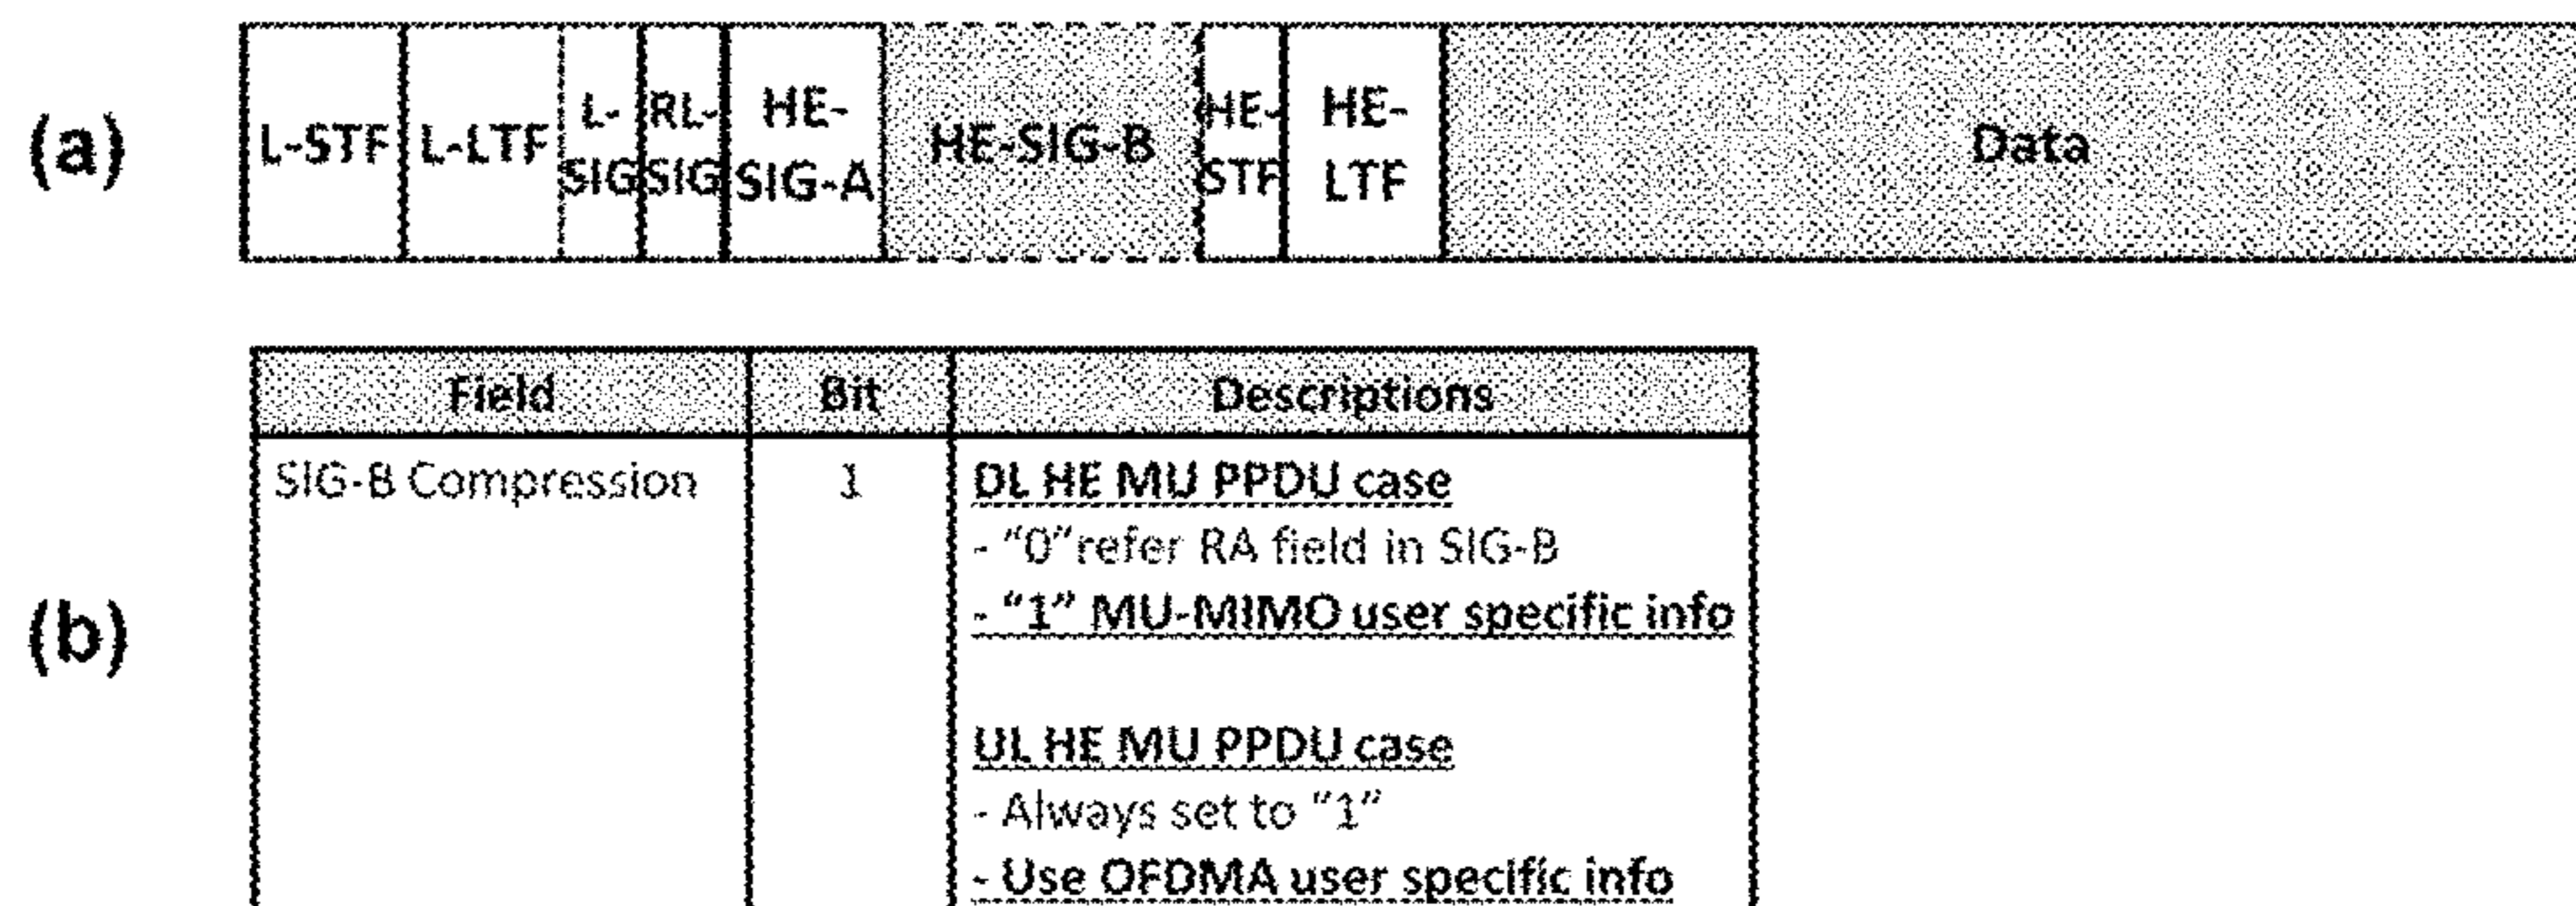 (a)
L-STF L-LTF L-SIG RL-SIG HE-SIG-A HE-SIG-B HE-STF HE-LTF Data
(b)
Field Bit Descriptions
SIG-B Compression 1 DL HE MU PPDU case
- "0"refer RA field in SIG-B
- "1" MU-MIMO user specific info
UL HE MU PPDU case
- Always set to "1"
- Use OFDMA user specific info